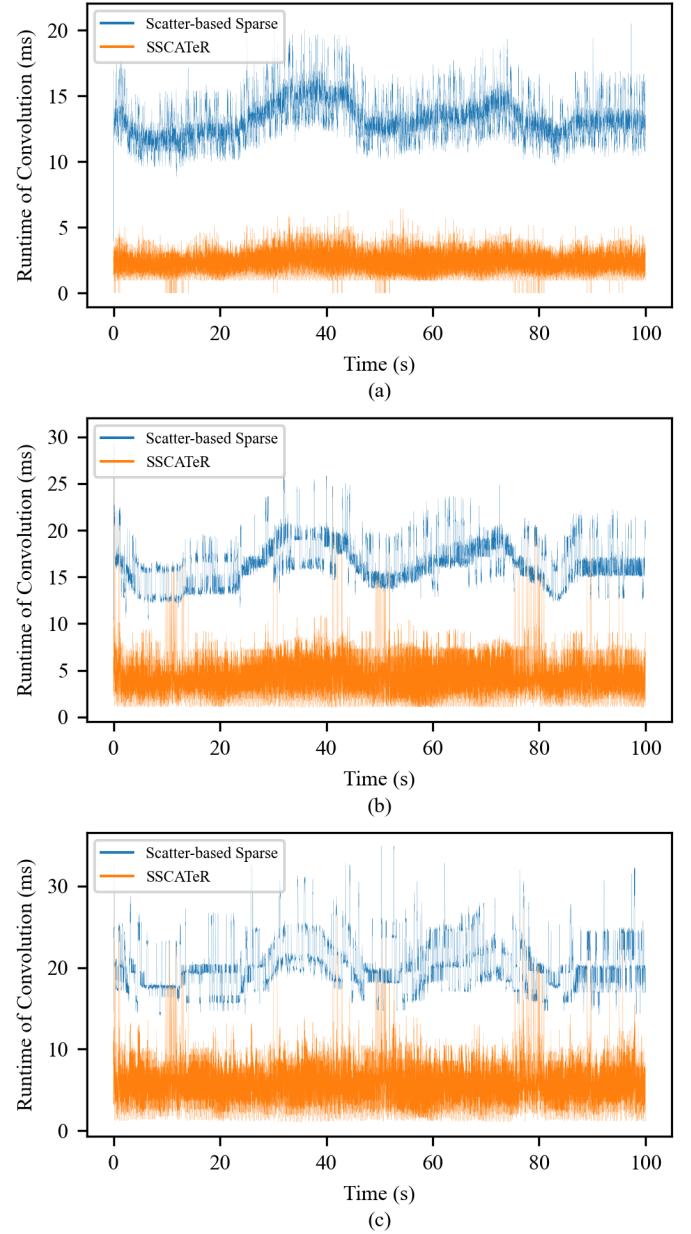 20
15
10
5
0
Runtime of Convolution (ms)
Scatter-based Sparse
SSCATeR
0 20 40 60 80 100
Time (s)
(a)
30
25
20
15
10
5
0
Runtime of Convolution (ms)
Scatter-based Sparse
SSCATeR
0 20 40 60 80 100
Time (s)
(b)
30
20
10
0
Runtime of Convolution (ms)
Scatter-based Sparse
SSCATeR
0 20 40 60 80 100
Time (s)
(c)